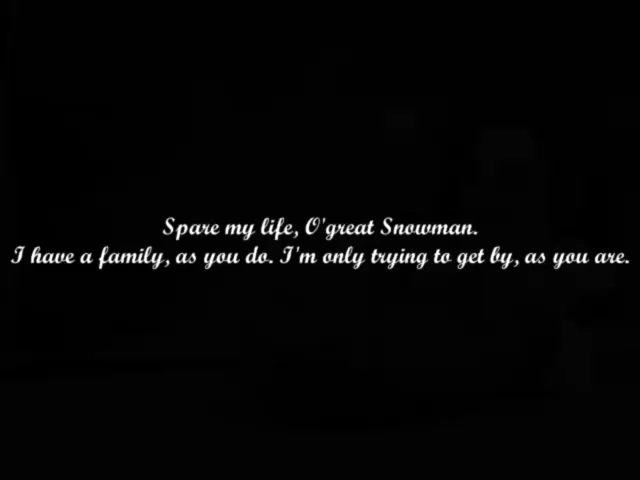 Spare my life, O'great Snowman.
I have a family, as you do. I'm only trying to get by, as you are.